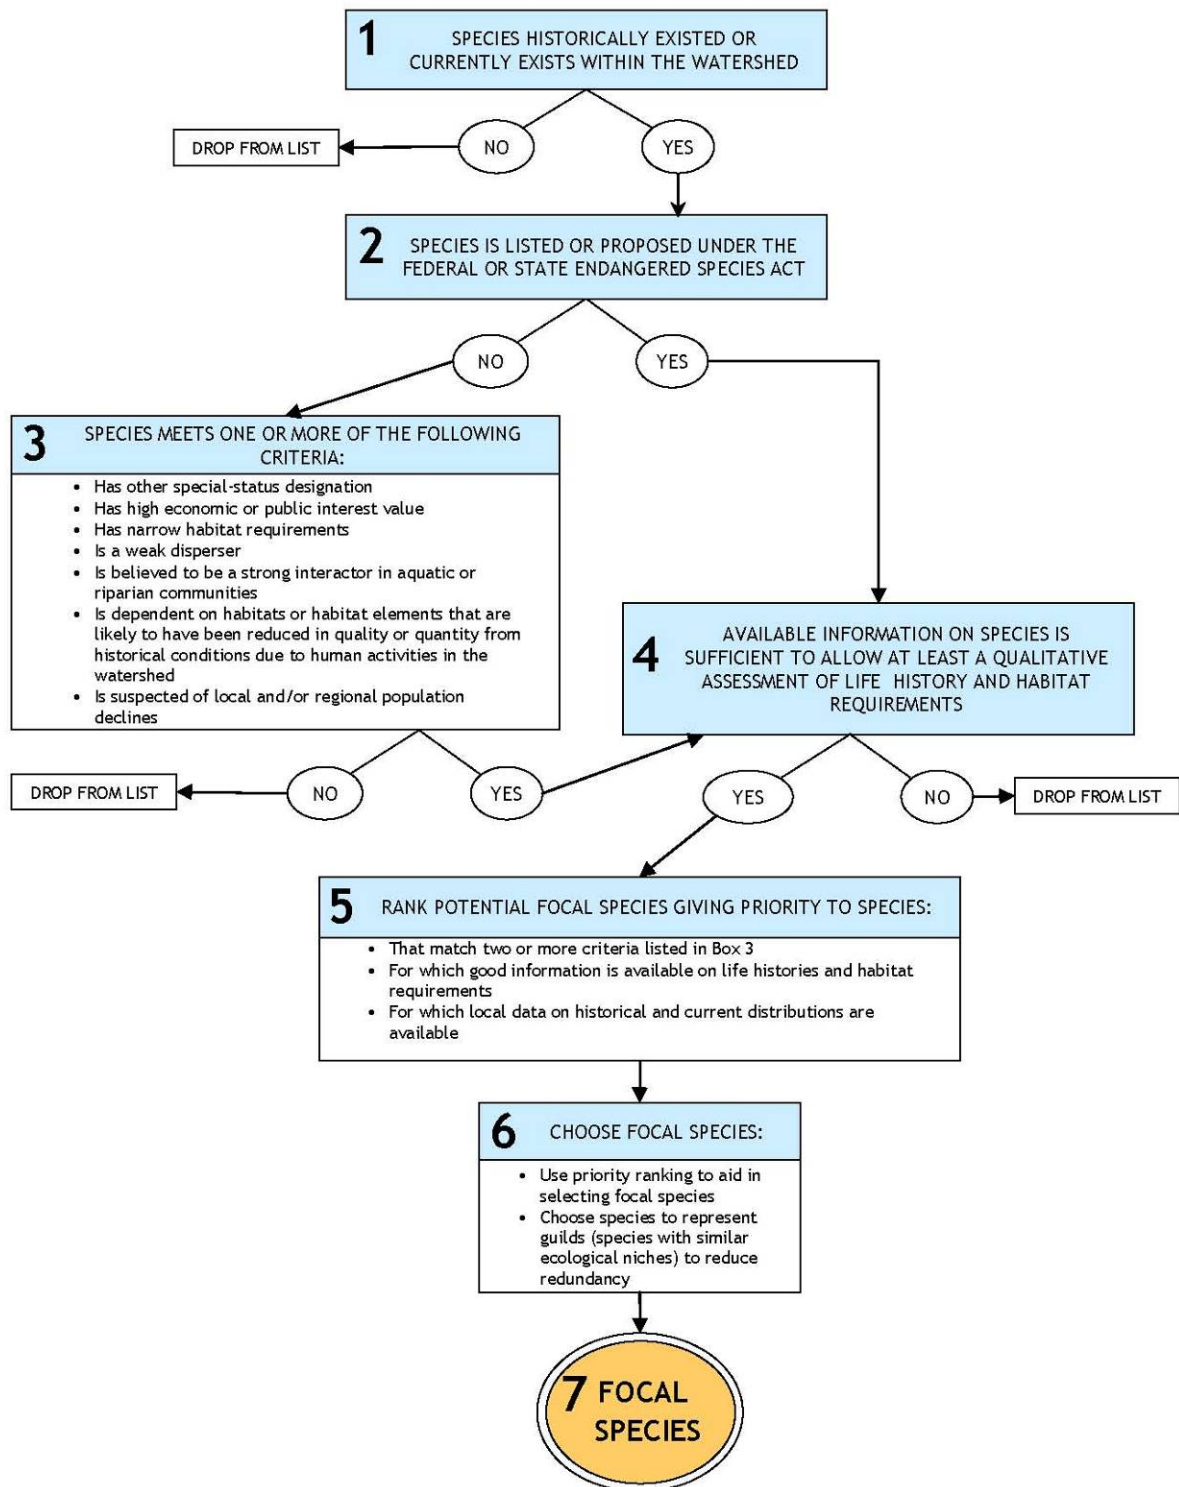 1
SPECIES HISTORICALLY EXISTED OR
CURRENTLY EXISTS WITHIN THE WATERSHED
DROP FROM LIST
NO
YES
2
SPECIES IS LISTED OR PROPOSED UNDER THE
FEDERAL OR STATE ENDANGERED SPECIES ACT
NO
YES
3
SPECIES MEETS ONE OR MORE OF THE FOLLOWING
CRITERIA:
• Has other special-status designation
• Has high economic or public interest value
• Has narrow habitat requirements
• Is a weak disperser
• Is believed to be a strong interactor in aquatic or
riparian communities
• Is dependent on habitats or habitat elements that are
likely to have been reduced in quality or quantity from
historical conditions due to human activities in the
watershed
• Is suspected of local and/or regional population
declines
4
AVAILABLE INFORMATION ON SPECIES IS
SUFFICIENT TO ALLOW AT LEAST A QUALITATIVE
ASSESSMENT OF LIFE HISTORY AND HABITAT
REQUIREMENTS
DROP FROM LIST
NO
YES
YES
NO
DROP FROM LIST
5
RANK POTENTIAL FOCAL SPECIES GIVING PRIORITY TO SPECIES:
• That match two or more criteria listed in Box 3
• For which good information is available on life histories and habitat
requirements
• For which local data on historical and current distributions are
available
6
CHOOSE FOCAL SPECIES:
• Use priority ranking to aid in
selecting focal species
• Choose species to represent
guilds (species with similar
ecological niches) to reduce
redundancy
7 FOCAL
SPECIES